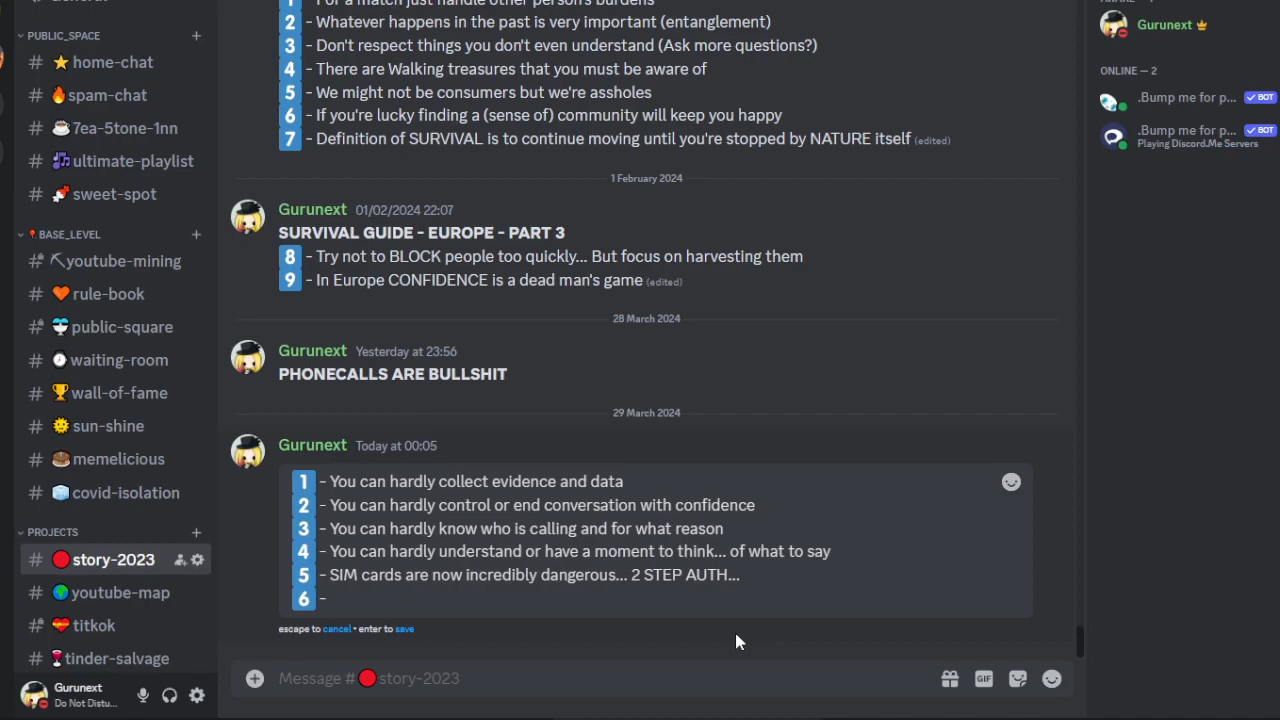 PUBLIC_SPACE
# ⭐ home-chat
# 🔥spam-chat
# ☕7ea-5tone-1nn
# 🎶ultimate-playlist
# sweet-spot
📍BASE_LEVEL
# ⛏youtube-mining
# 🧡rule-book
# public-square
# waiting-room
# 🏆wall-of-fame
# 🌞sun-shine
# memelicious
# 🧊covid-isolation
PROJECTS
# 🔴story-2023
# 🌍youtube-map
# titkok
# 🍷tinder-salvage
Gurunext
Do Not Distu...
1 - For a match just handle other person's burdens
2 - Whatever happens in the past is very important (entanglement)
3 - Don't respect things you don't even understand (Ask more questions?)
4 - There are Walking treasures that you must be aware of
5 - We might not be consumers but we're assholes
6 - If you're lucky finding a (sense of) community will keep you happy
7 - Definition of SURVIVAL is to continue moving until you're stopped by NATURE itself (edited)
1 February 2024
Gurunext 01/02/2024 22:07
SURVIVAL GUIDE - EUROPE - PART 3
8 - Try not to BLOCK people too quickly... But focus on harvesting them
9 - In Europe CONFIDENCE is a dead man's game (edited)
28 March 2024
Gurunext Yesterday at 23:56
PHONECALLS ARE BULLSHIT
29 March 2024
Gurunext Today at 00:05
1 - You can hardly collect evidence and data
2 - You can hardly control or end conversation with confidence
3 - You can hardly know who is calling and for what reason
4 - You can hardly understand or have a moment to think... of what to say
5 - SIM cards are now incredibly dangerous... 2 STEP AUTH...
6 -
escape to cancel • enter to save
Message # 🔴story-2023
GIF
Gurunext
ONLINE — 2
.Bump me for p... ✓ BOT
.Bump me for p... ✓ BOT
Playing Discord.Me Servers